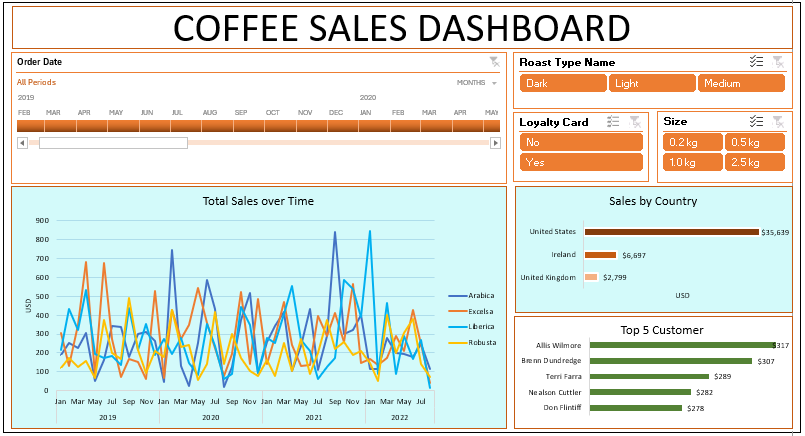 COFFEE SALES DASHBOARD
Order Date
All Periods MONTHS
2019 2020
FEB MAR APR MAY JUN JUL AUG SEP OCT NOV DEC JAN FEB MAR APR MAY
Roast Type Name
Dark Light Medium
Loyalty Card
No
Yes
Size
0.2 kg 0.5 kg
1.0 kg 2.5 kg
Total Sales over Time
USD
900
800
700
600
500
400
300
200
100
0
Jan Mar May Jul Sep Nov Jan Mar May Jul Sep Nov Jan Mar May Jul Sep Nov Jan Mar May Jul
2019 2020 2021 2022
Arabica
Excelsa
Liberica
Robusta
Sales by Country
United States $35,639
Ireland $6,697
United Kingdom $2,799
USD
Top 5 Customer
Allis Wilmore $317
Brenn Dundredge $307
Terri Farra $289
Nealson Cuttler $282
Don Flintiff $278